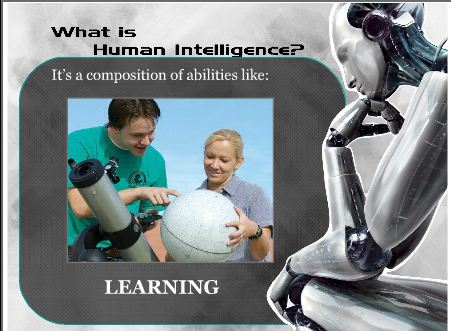 What is
Human Intelligence?
It's a composition of abilities like:
LEARNING